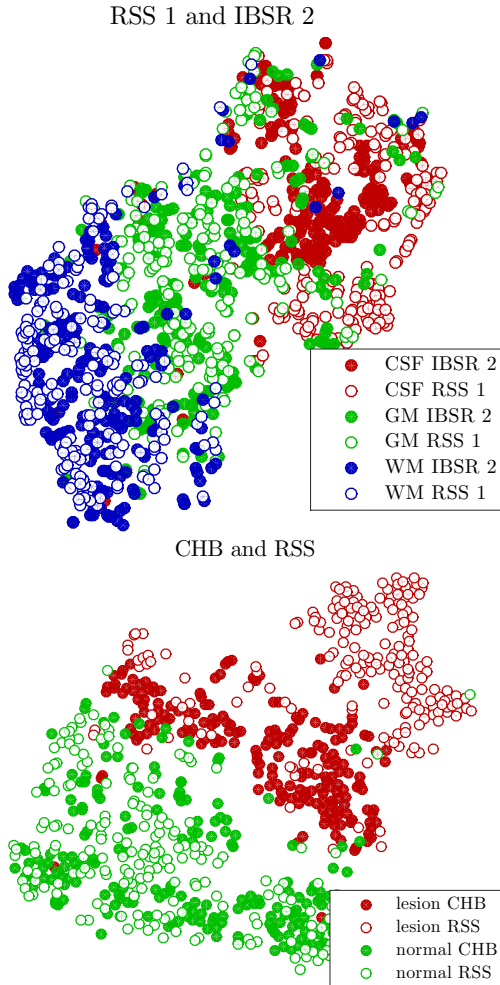 RSS 1 and IBSR 2
CSF IBSR 2
CSF RSS 1
GM IBSR 2
GM RSS 1
WM IBSR 2
WM RSS 1
CHB and RSS
lesion CHB
lesion RSS
normal CHB
normal RSS